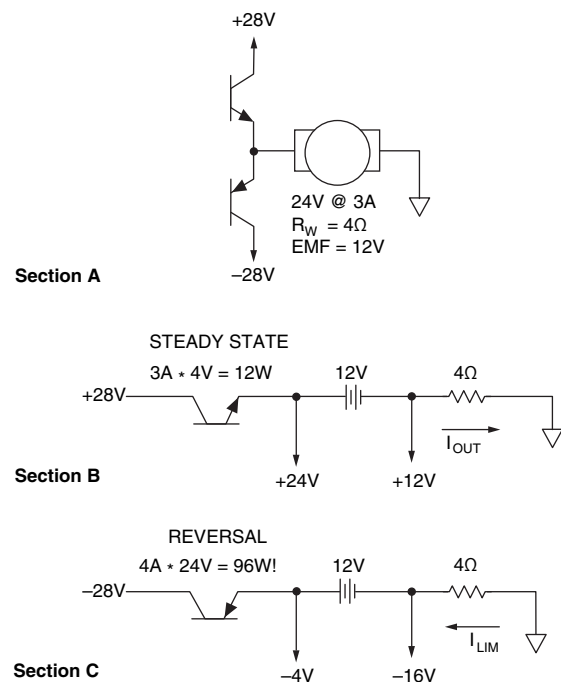 +28V
24V @ 3A
R_W = 4Ω
EMF = 12V
Section A
–28V
STEADY STATE
3A * 4V = 12W
12V
4Ω
+28V
I_OUT
+24V
+12V
Section B
REVERSAL
4A * 24V = 96W!
12V
4Ω
–28V
I_LIM
–4V
–16V
Section C